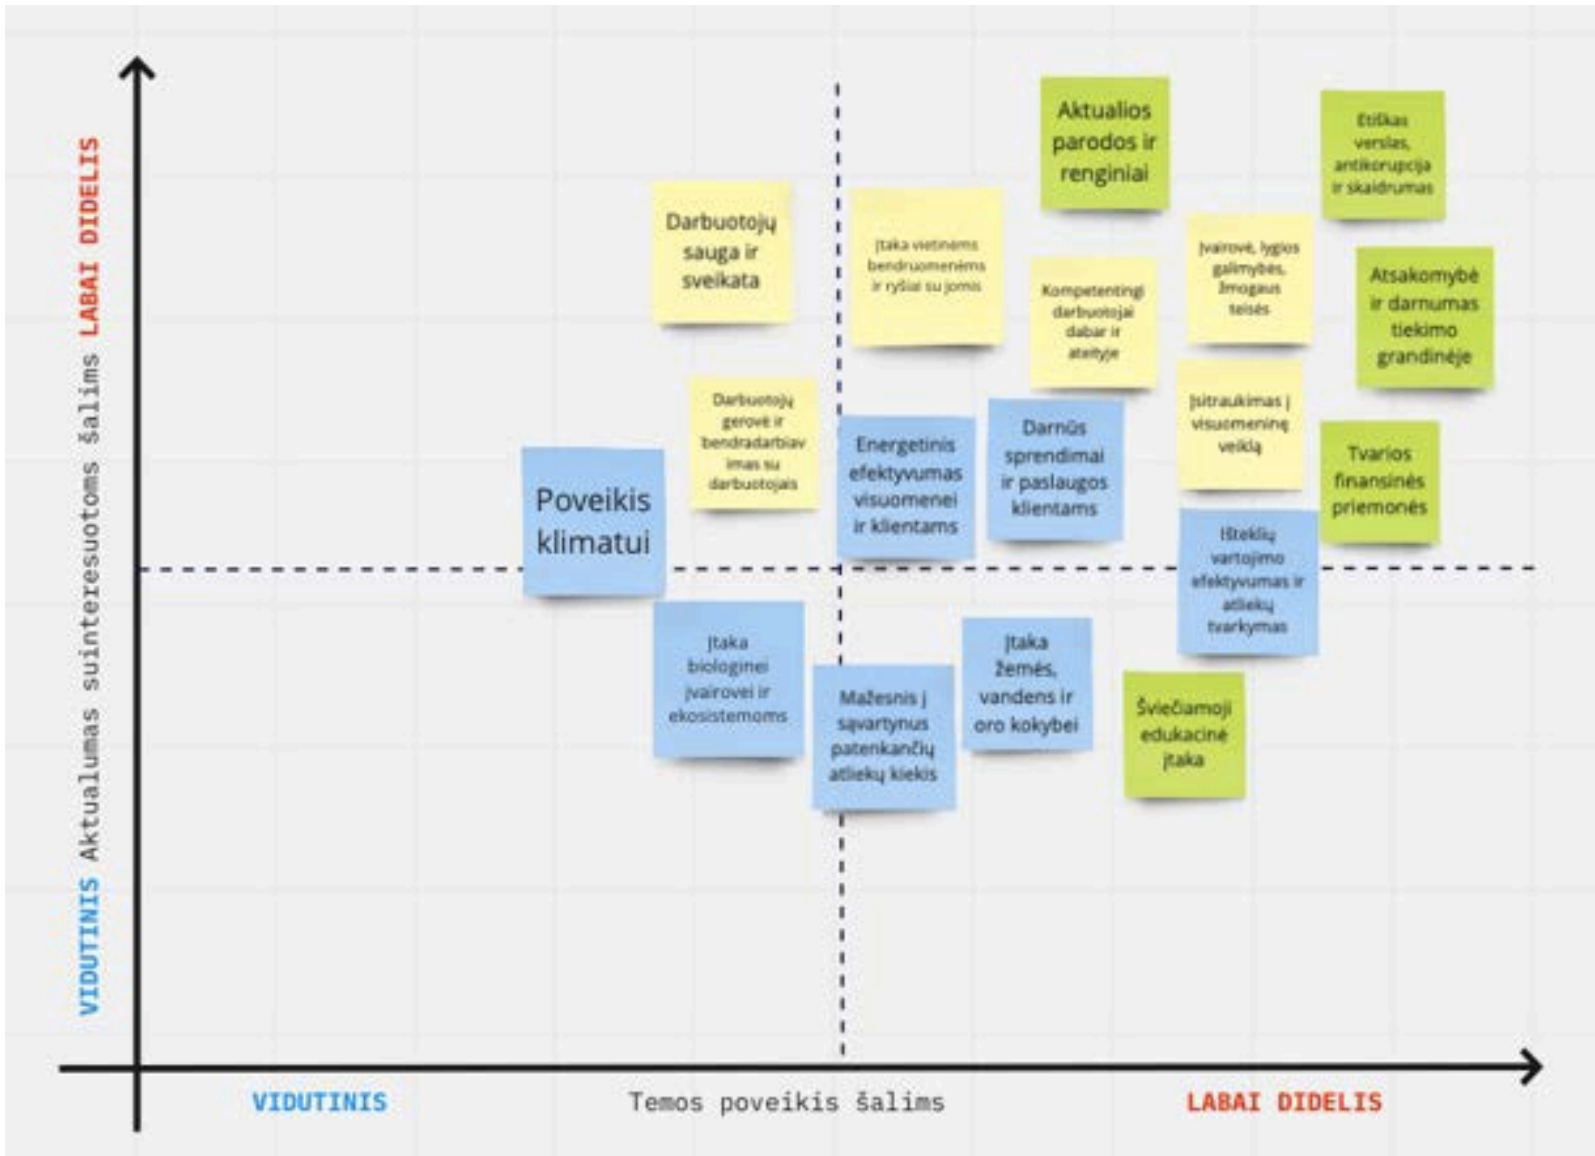 LABAI DIDELIS
Aktualumas suinteresuotoms šalims
VIDUTINIS
Aktualios
parodos ir
renginiai
Etiškas
verslas,
antikorupcija
ir skaidrumas
Darbuotojų
sauga ir
sveikata
Įtaka vietinėms
bendruomenėms
ir ryšiai su jomis
Kompetentingi
darbuotojai
dabar ir
ateityje
Įvairovė, lygios
galimybės,
žmogaus
teisės
Atsakomybė
ir darnumas
tiekimo
grandinėje
Darbuotojų
gerovė ir
bendradarbiav
imas su
darbuotojais
Energetinis
efektyvumas
visuomenei
ir klientams
Darnūs
sprendimai
ir paslaugos
klientams
Įsitraukimas į
visuomeninę
veiklą
Tvarios
finansinės
priemonės
Poveikis
klimatui
Išteklių
vartojimo
efektyvumas ir
atliekų
tvarkymas
Įtaka
biologinei
įvairovei ir
ekosistemoms
Mažesnis į
sąvartynus
patenkančių
atliekų kiekis
Įtaka
žemės,
vandens ir
oro kokybei
Šviečiamoji
edukacinė
įtaka
VIDUTINIS Temos poveikis šalims LABAI DIDELIS